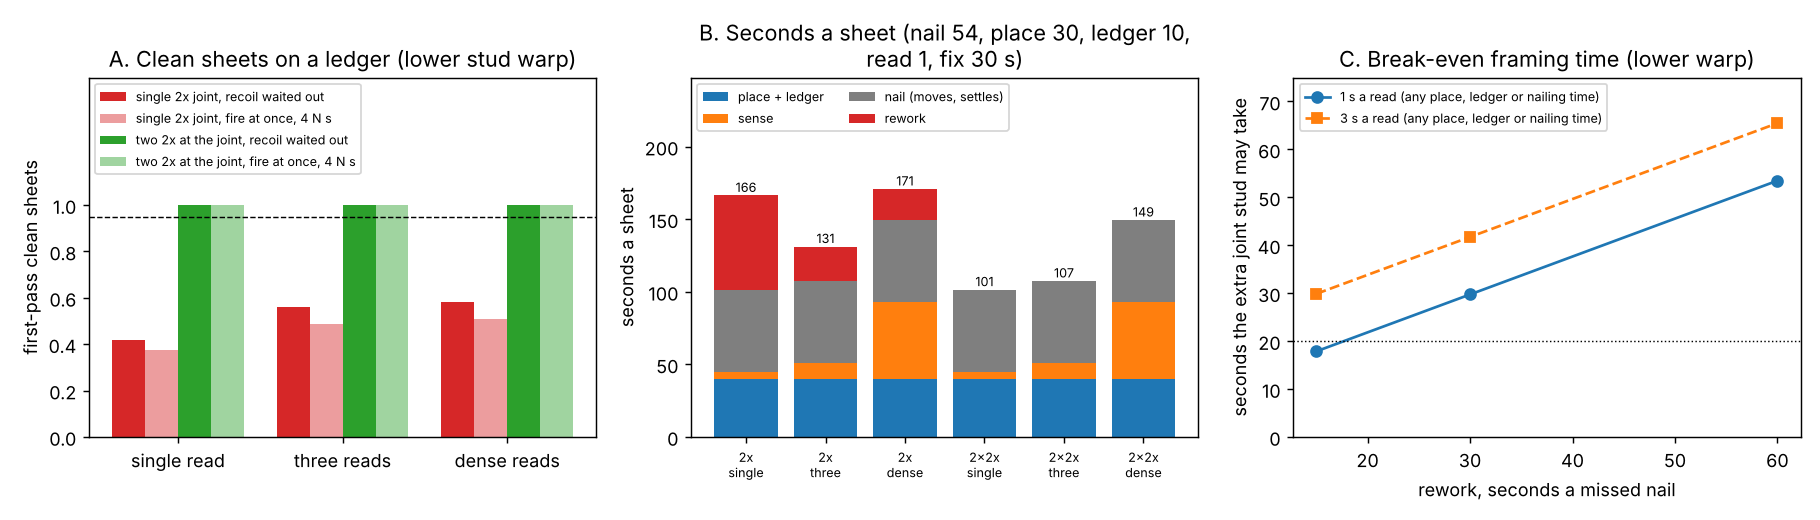 A. Clean sheets on a ledger (lower stud warp)
single 2x joint, recoil waited out
single 2x joint, fire at once, 4 N s
two 2x at the joint, recoil waited out
two 2x at the joint, fire at once, 4 N s
first-pass clean sheets
1.0
0.8
0.6
0.4
0.2
0.0
single read
three reads
dense reads
B. Seconds a sheet (nail 54, place 30, ledger 10,
read 1, fix 30 s)
place + ledger
sense
nail (moves, settles)
rework
seconds a sheet
200
150
100
50
0
166
131
171
101
107
149
2x
single
2x
three
2x
dense
2×2x
single
2×2x
three
2×2x
dense
C. Break-even framing time (lower warp)
1 s a read (any place, ledger or nailing time)
3 s a read (any place, ledger or nailing time)
seconds the extra joint stud may take
70
60
50
40
30
20
10
0
20
30
40
50
60
rework, seconds a missed nail